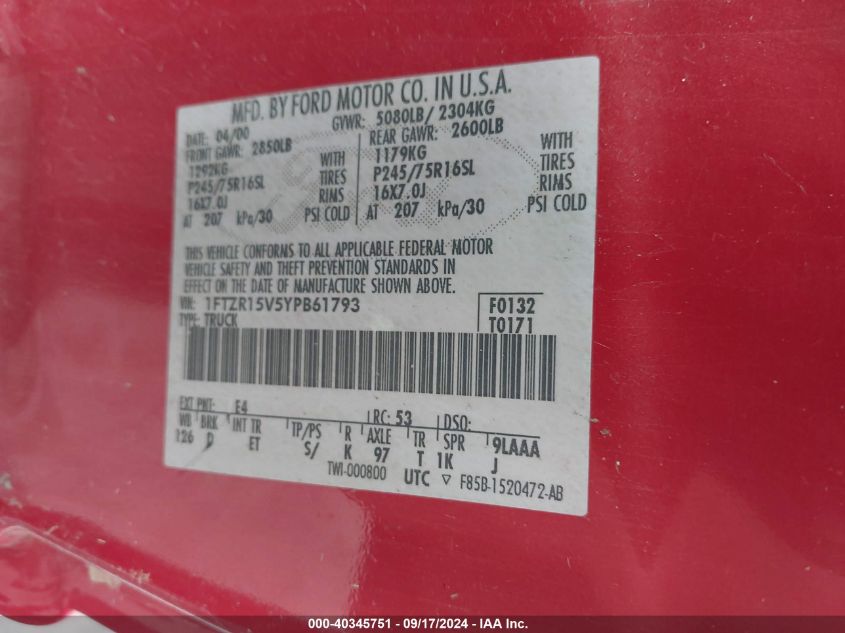 MFD. BY FORD MOTOR CO. IN U.S.A.
DATE: 04/00 GVWR: 5080LB/ 2304KG
FRONT GAWR: 2850LB REAR GAWR: 2600LB
1292KG WITH 1179KG WITH
P245/75R16SL TIRES P245/75R16SL TIRES
16X7.0J RIMS 16X7.0J RIMS
AT 207 kPa/30 PSI COLD AT 207 kPa/30 PSI COLD
THIS VEHICLE CONFORMS TO ALL APPLICABLE FEDERAL MOTOR
VEHICLE SAFETY AND THEFT PREVENTION STANDARDS IN
EFFECT ON THE DATE OF MANUFACTURE SHOWN ABOVE.
VIN: 1FTZR15V5YPB61793 F0132
TYPE: TRUCK T0171
EXT PNT: E4 RC: 53 DSO:
WB BRK INT TR TP/PS R AXLE TR SPR 9LAAA
126 D ET S/ K 97 T 1K J
TWI-000800 UTC ▽ F85B-1520472-AB
000-40345751 - 09/17/2024 - IAA Inc.